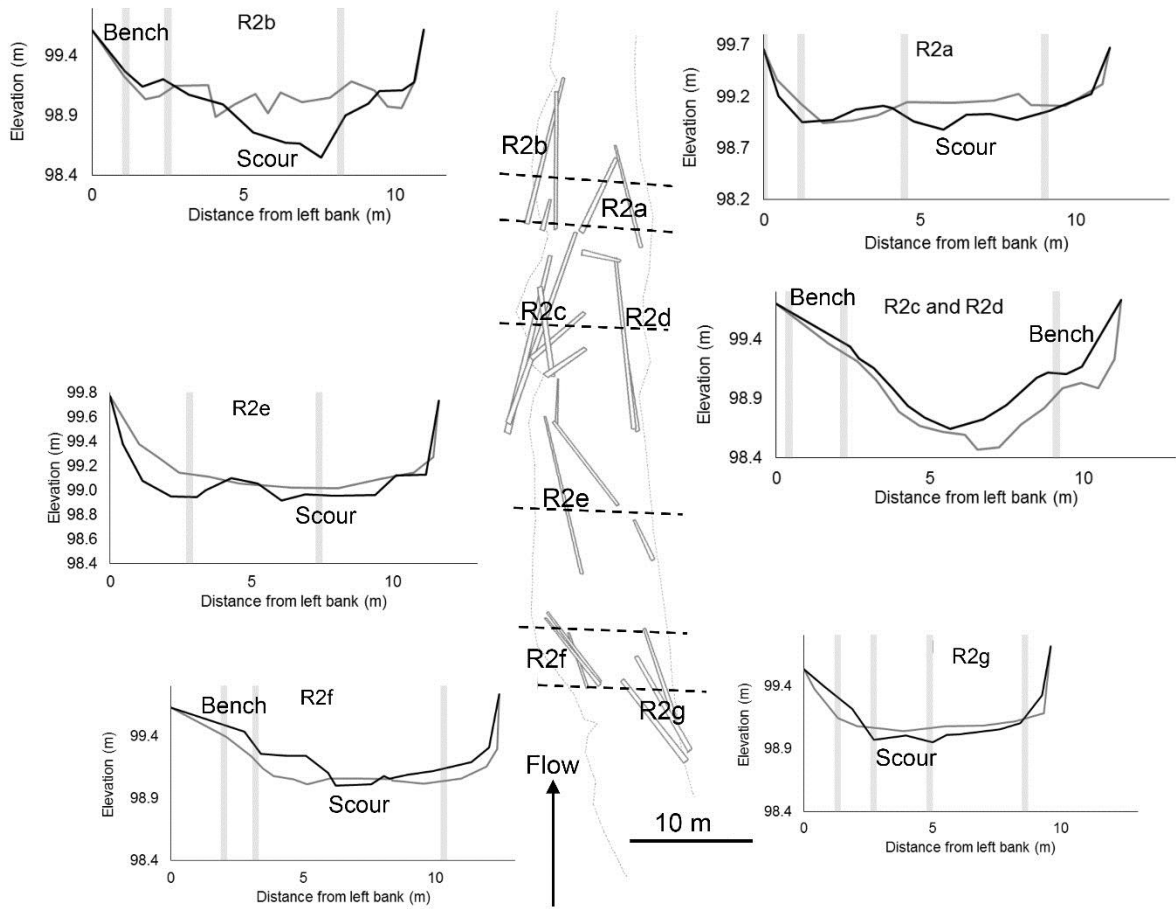 R2b
Bench
Elevation (m)
99.4
98.9
98.4
Scour
0
5
10
Distance from left bank (m)
R2a
Elevation (m)
99.7
99.2
98.7
98.2
Scour
0
5
10
Distance from left bank (m)
R2b
R2a
R2c
R2d
R2e
R2f
R2g
Flow
10 m
R2c and R2d
Bench
Bench
Elevation (m)
99.4
98.9
98.4
0
5
10
Distance from left bank (m)
R2e
Elevation (m)
99.8
99.6
99.4
99.2
99.0
98.8
98.6
98.4
Scour
0
5
10
Distance from left bank (m)
R2f
Bench
Elevation (m)
99.4
98.9
98.4
Scour
0
5
10
Distance from left bank (m)
R2g
Elevation (m)
99.4
98.9
98.4
Scour
0
5
10
Distance from left bank (m)